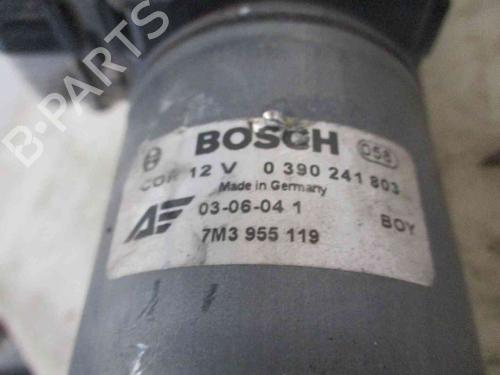 BOSCH
058
COR 12 V 0 390 241 803
Made in Germany
03-06-04 1
7M3 955 119
BOY
B-PARTS